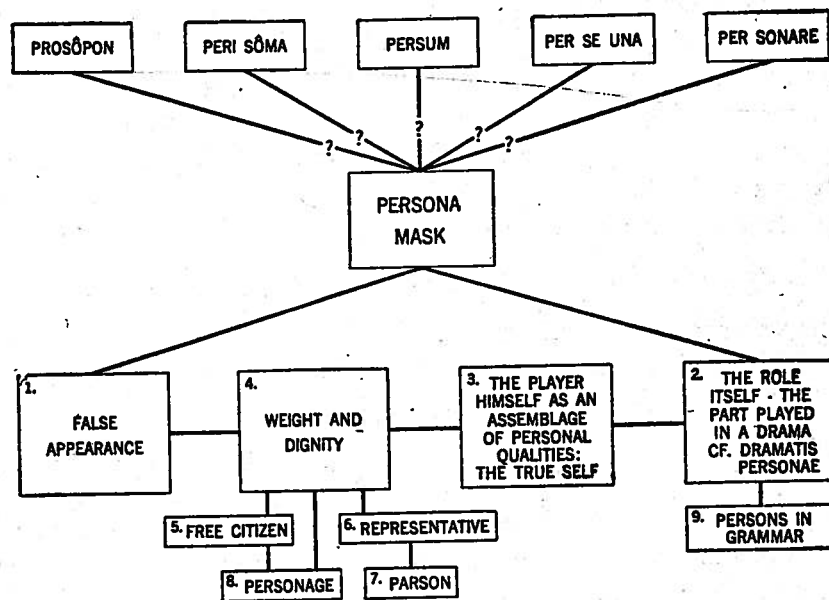 PROSÔPON
PERI SÔMA
PERSUM
PER SE UNA
PER SONARE
?
?
?
?
?
PERSONA
MASK
1.
FALSE
APPEARANCE
4.
WEIGHT AND
DIGNITY
3. THE PLAYER
HIMSELF AS AN
ASSEMBLAGE
OF PERSONAL
QUALITIES:
THE TRUE SELF
2.
THE ROLE
ITSELF - THE
PART PLAYED
IN A DRAMA
CF. DRAMATIS
PERSONAE
5. FREE CITIZEN
6. REPRESENTATIVE
8. PERSONAGE
7. PARSON
9. PERSONS IN
GRAMMAR